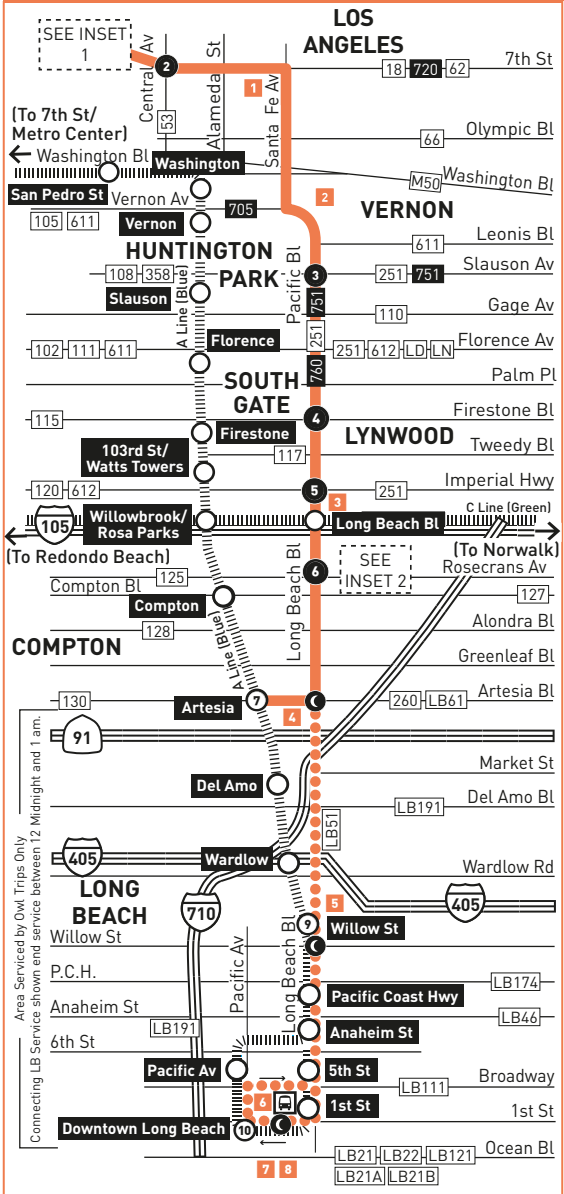 SEE INSET
1
Central Av
Alameda St
LOS
ANGELES
2
1
18 720 62
7th St
Santa Fe Av
53
(To 7th St/
Metro Center)
66
Olympic Bl
Washington Bl
Washington
M50
Washington Bl
San Pedro St
Vernon Av
2
105 611
Vernon
705
VERNON
611
Leonis Bl
HUNTINGTON
PARK
Pacific Bl
108 358
3
251 751
Slauson Av
Slauson
A Line (Blue)
751
110
Gage Av
Florence
251
102 111 611
251 612 LD LN
Florence Av
760
Palm Pl
SOUTH
GATE
115
4
Firestone Bl
Firestone
LYNWOOD
103rd St/
Watts Towers
117
Tweedy Bl
120 612
5
251
Imperial Hwy
3
C Line (Green)
105
Willowbrook/
Rosa Parks
Long Beach Bl
(To Redondo Beach)
(To Norwalk)
Long Beach Bl
6
SEE
INSET 2
125
Rosecrans Av
Compton Bl
127
Compton
128
Alondra Bl
COMPTON
A Line (Blue)
Greenleaf Bl
130
Artesia
7
4
260 LB61
Artesia Bl
91
Market St
Del Amo
LB191
Del Amo Bl
LB51
405
Wardlow
Wardlow Rd
LONG
BEACH
710
405
5
9
Willow St
Willow St
Pacific Av
Long Beach Bl
P.C.H.
LB174
Pacific Coast Hwy
Anaheim St
LB46
LB191
Anaheim St
6th St
Pacific Av
5th St
Broadway
LB111
6
1st St
1st St
Downtown Long Beach
10
7 8
Ocean Bl
LB21 LB22 LB121
LB21A LB21B
Area Serviced by Owl Trips Only
Connecting LB Service shown end service between 12 Midnight and 1 am.